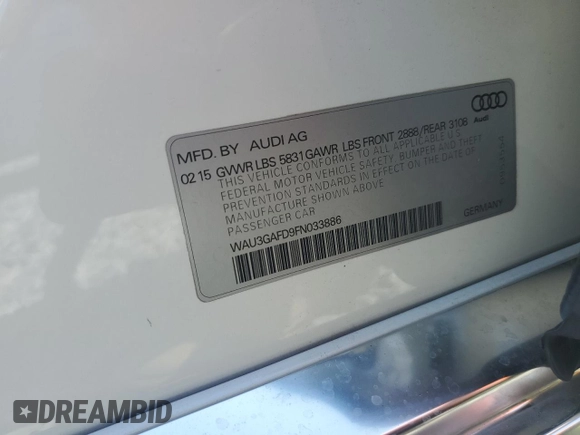 MFD. BY AUDI AG
02 15 GVWR LBS 5831 GAWR LBS FRONT 2888/REAR 3108
THIS VEHICLE CONFORMS TO ALL APPLICABLE U.S.
FEDERAL MOTOR VEHICLE SAFETY, BUMPER AND THEFT
PREVENTION STANDARDS IN EFFECT ON THE DATE OF
MANUFACTURE SHOWN ABOVE.
PASSENGER CAR
WAU3GAFD9FN033886
GERMANY
Audi
DREAMBID